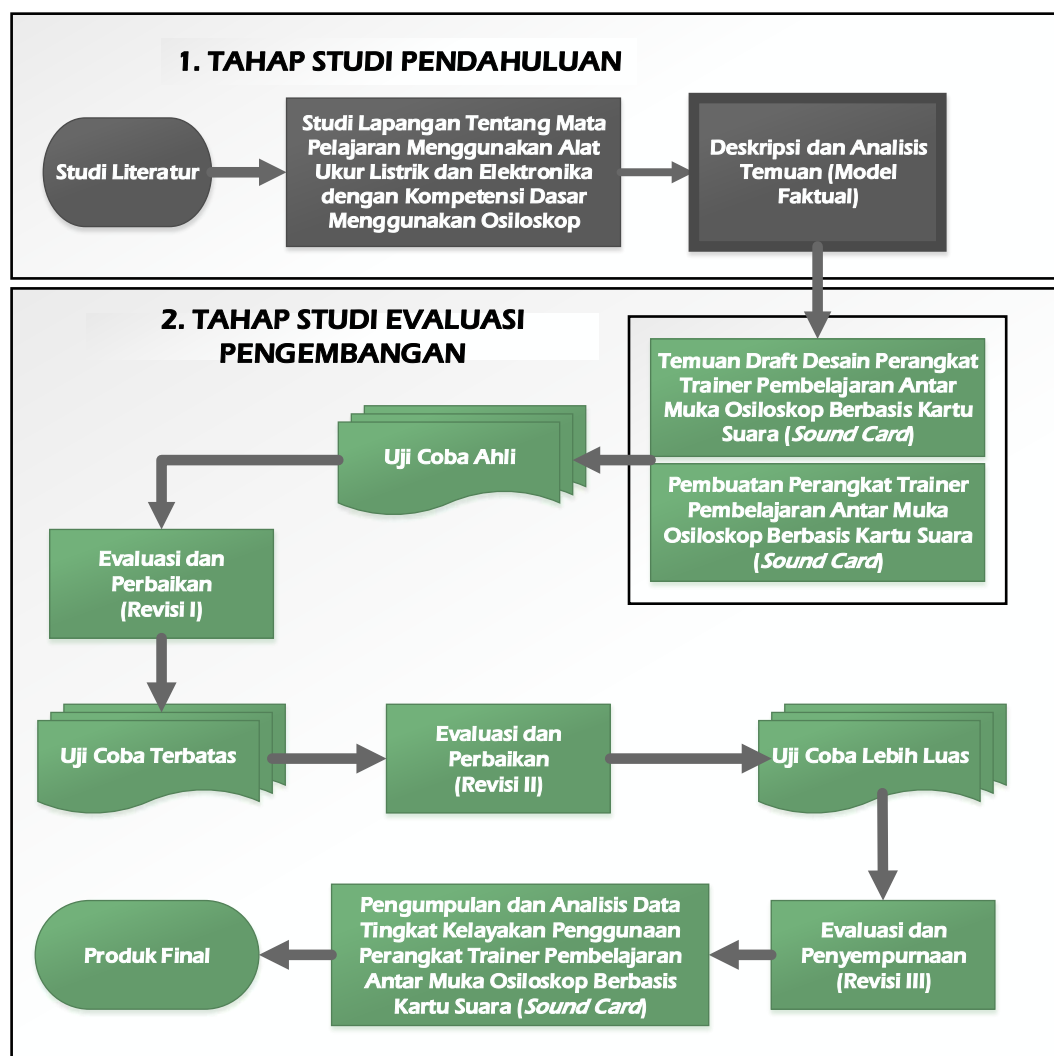 1. TAHAP STUDI PENDAHULUAN
Studi Literatur
Studi Lapangan Tentang Mata
Pelajaran Menggunakan Alat
Ukur Listrik dan Elektronika
dengan Kompetensi Dasar
Menggunakan Osiloskop
Deskripsi dan Analisis
Temuan (Model
Faktual)
2. TAHAP STUDI EVALUASI
PENGEMBANGAN
Temuan Draft Desain Perangkat
Trainer Pembelajaran Antar
Muka Osiloskop Berbasis Kartu
Suara (Sound Card)
Pembuatan Perangkat Trainer
Pembelajaran Antar Muka
Osiloskop Berbasis Kartu Suara
(Sound Card)
Uji Coba Ahli
Evaluasi dan
Perbaikan
(Revisi I)
Uji Coba Terbatas
Evaluasi dan
Perbaikan
(Revisi II)
Uji Coba Lebih Luas
Evaluasi dan
Penyempurnaan
(Revisi III)
Pengumpulan dan Analisis Data
Tingkat Kelayakan Penggunaan
Perangkat Trainer Pembelajaran
Antar Muka Osiloskop Berbasis
Kartu Suara (Sound Card)
Produk Final